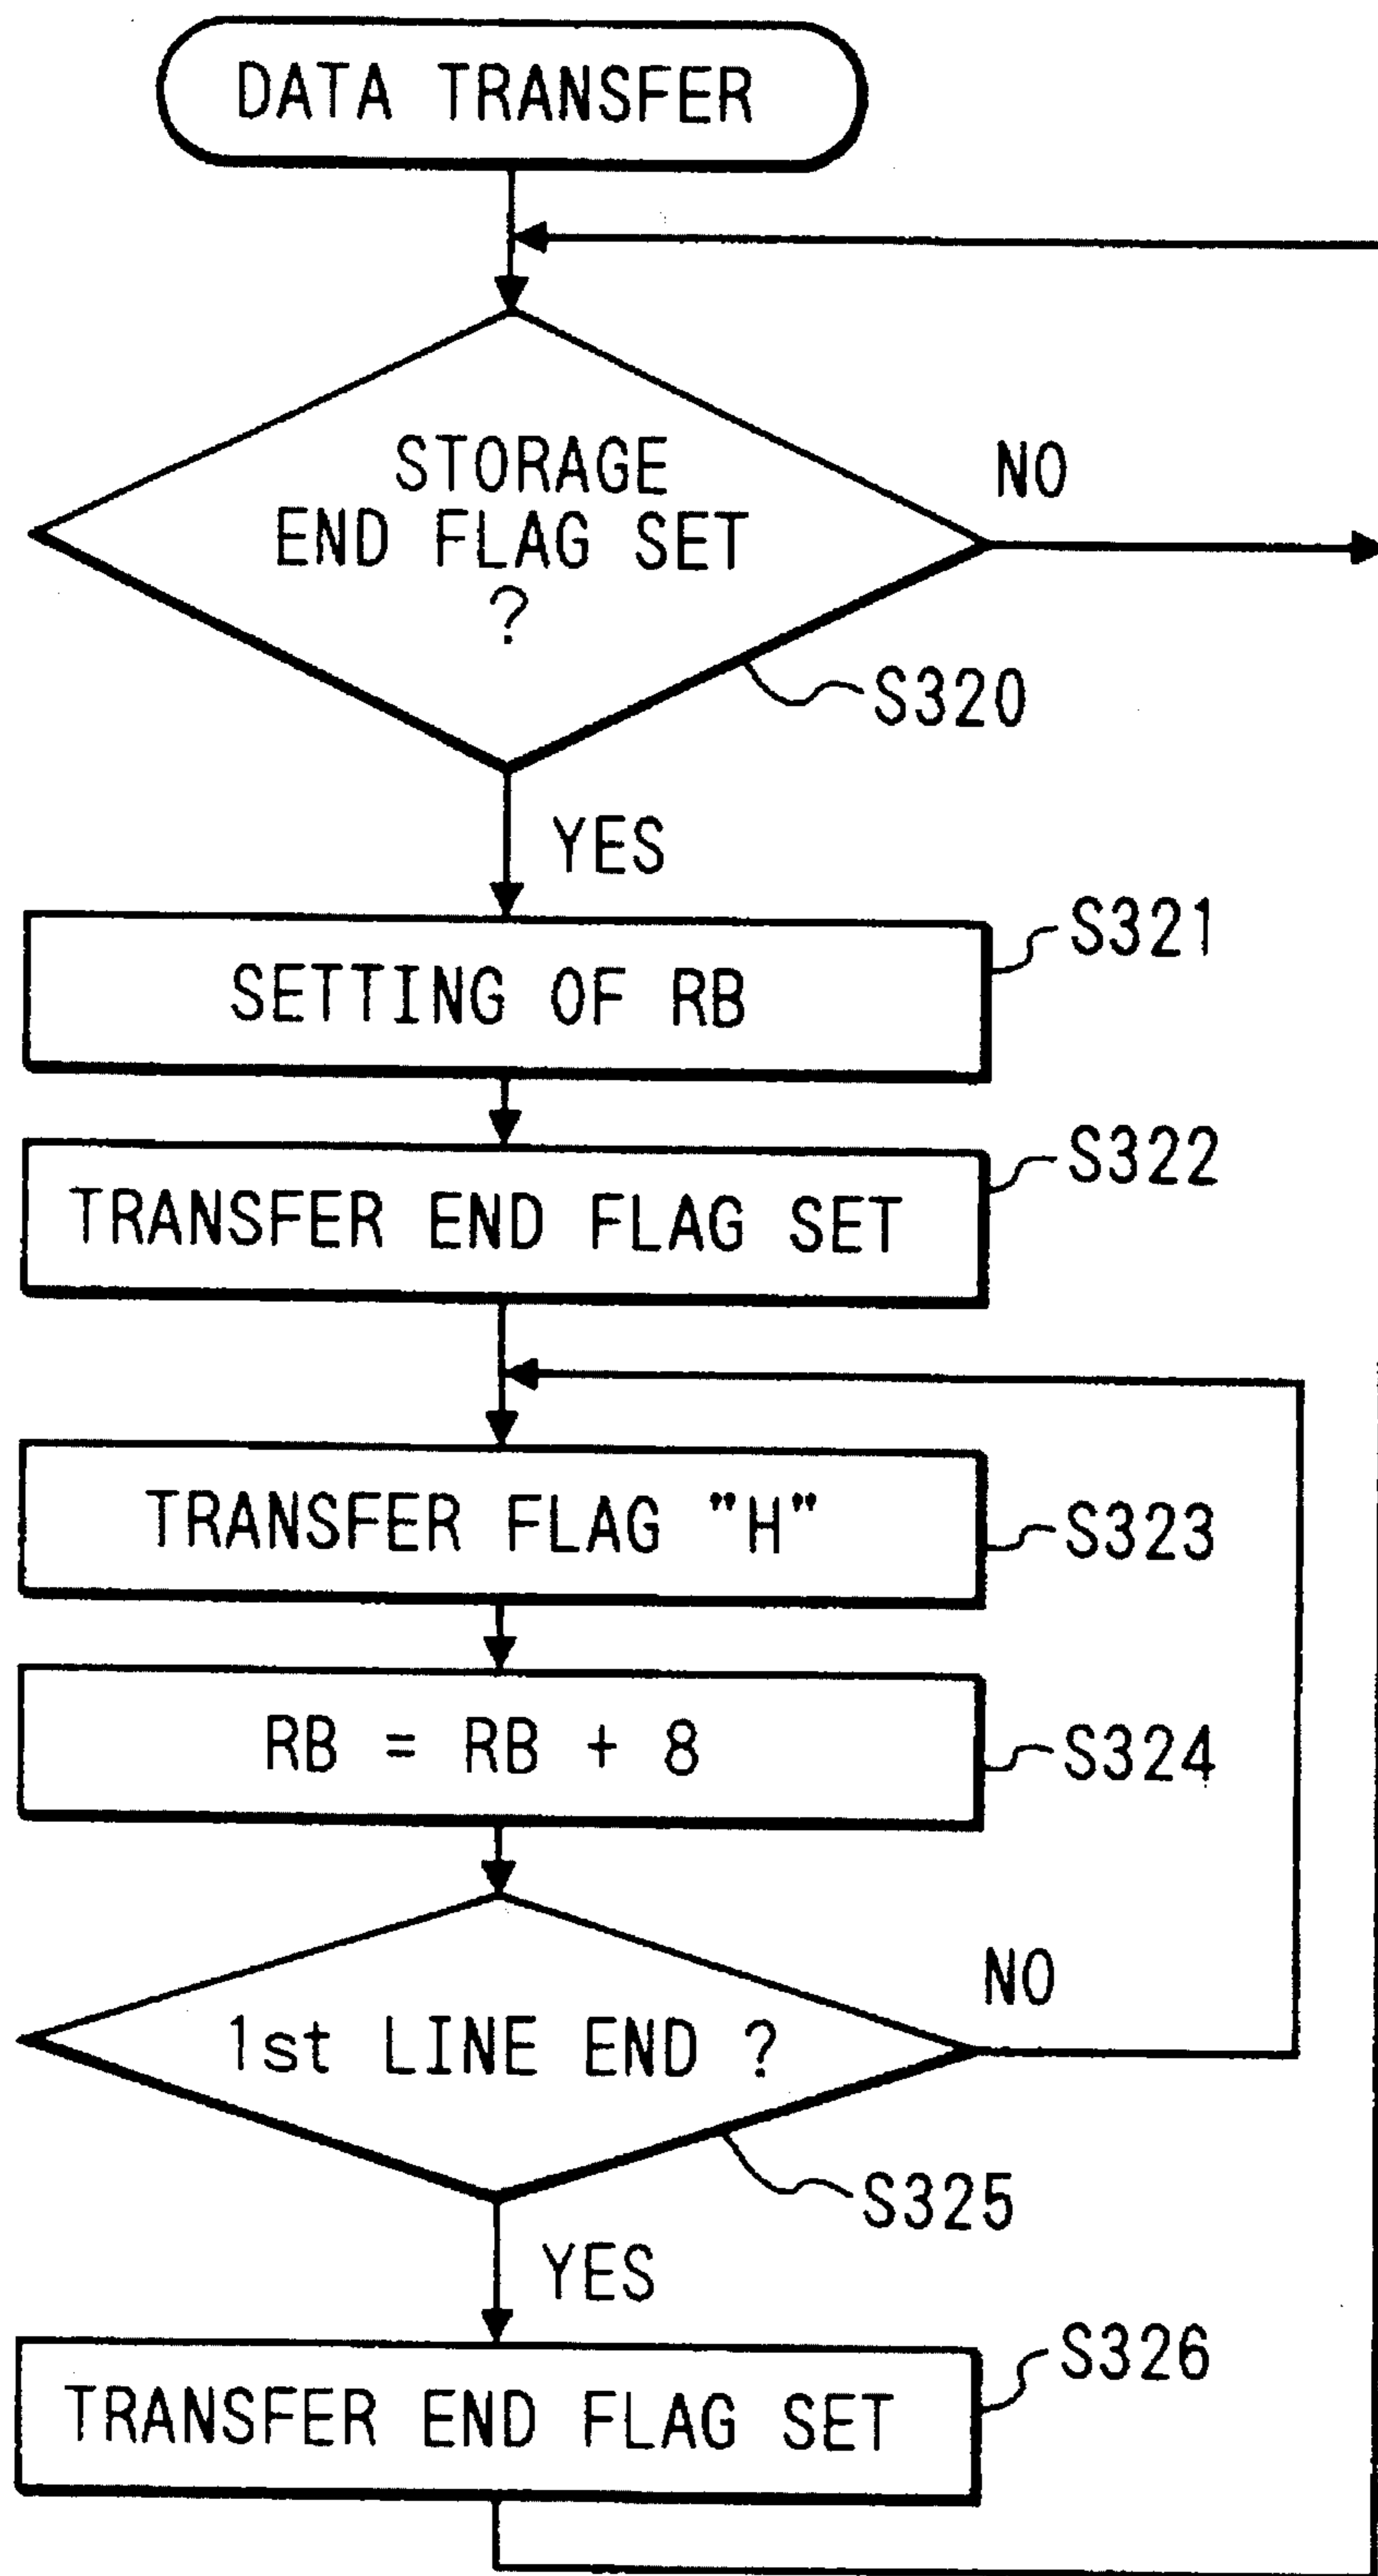 DATA TRANSFER
STORAGE
END FLAG SET
?
NO
S320
YES
S321
SETTING OF RB
S322
TRANSFER END FLAG SET
TRANSFER FLAG "H"
S323
RB = RB + 8
S324
NO
1st LINE END ?
S325
YES
S326
TRANSFER END FLAG SET